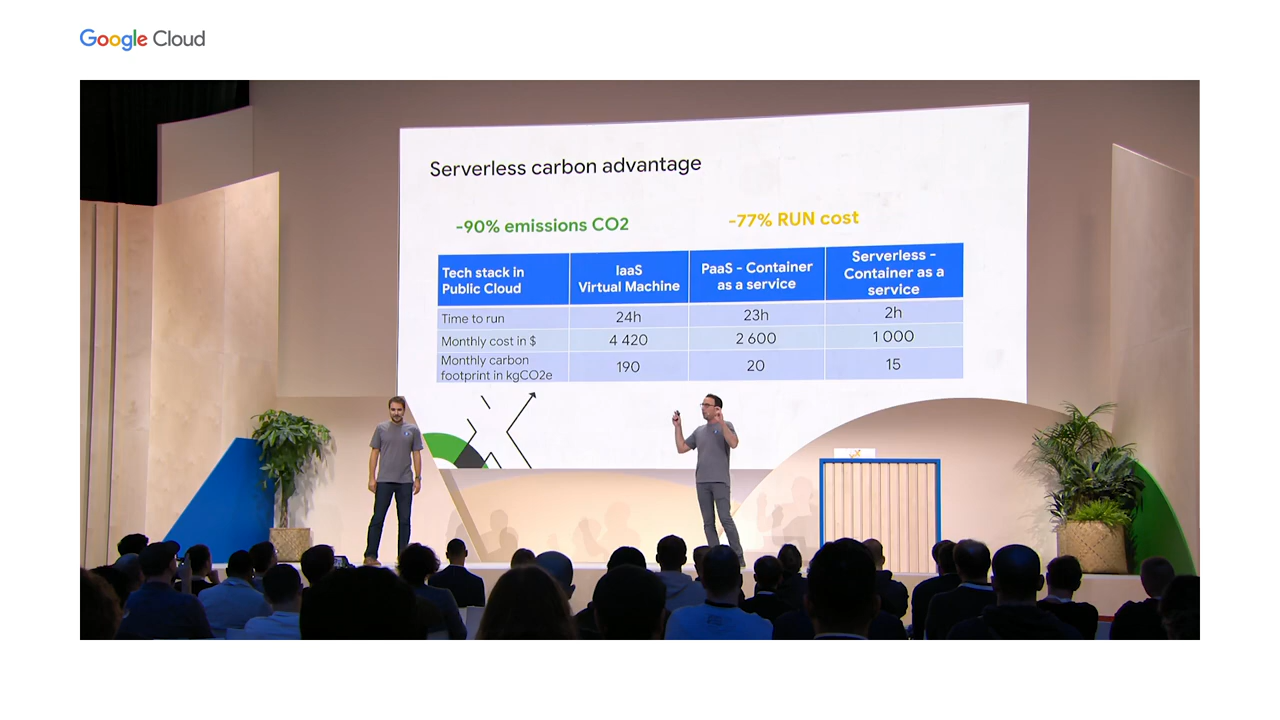 Google Cloud
Serverless carbon advantage
-90% emissions CO2
-77% RUN cost
Tech stack in
Public Cloud
IaaS
Virtual Machine
PaaS - Container
as a service
Serverless -
Container as a
service
Time to run
24h
23h
2h
Monthly cost in $
4 420
2 600
1 000
Monthly carbon
footprint in kgCO2e
190
20
15